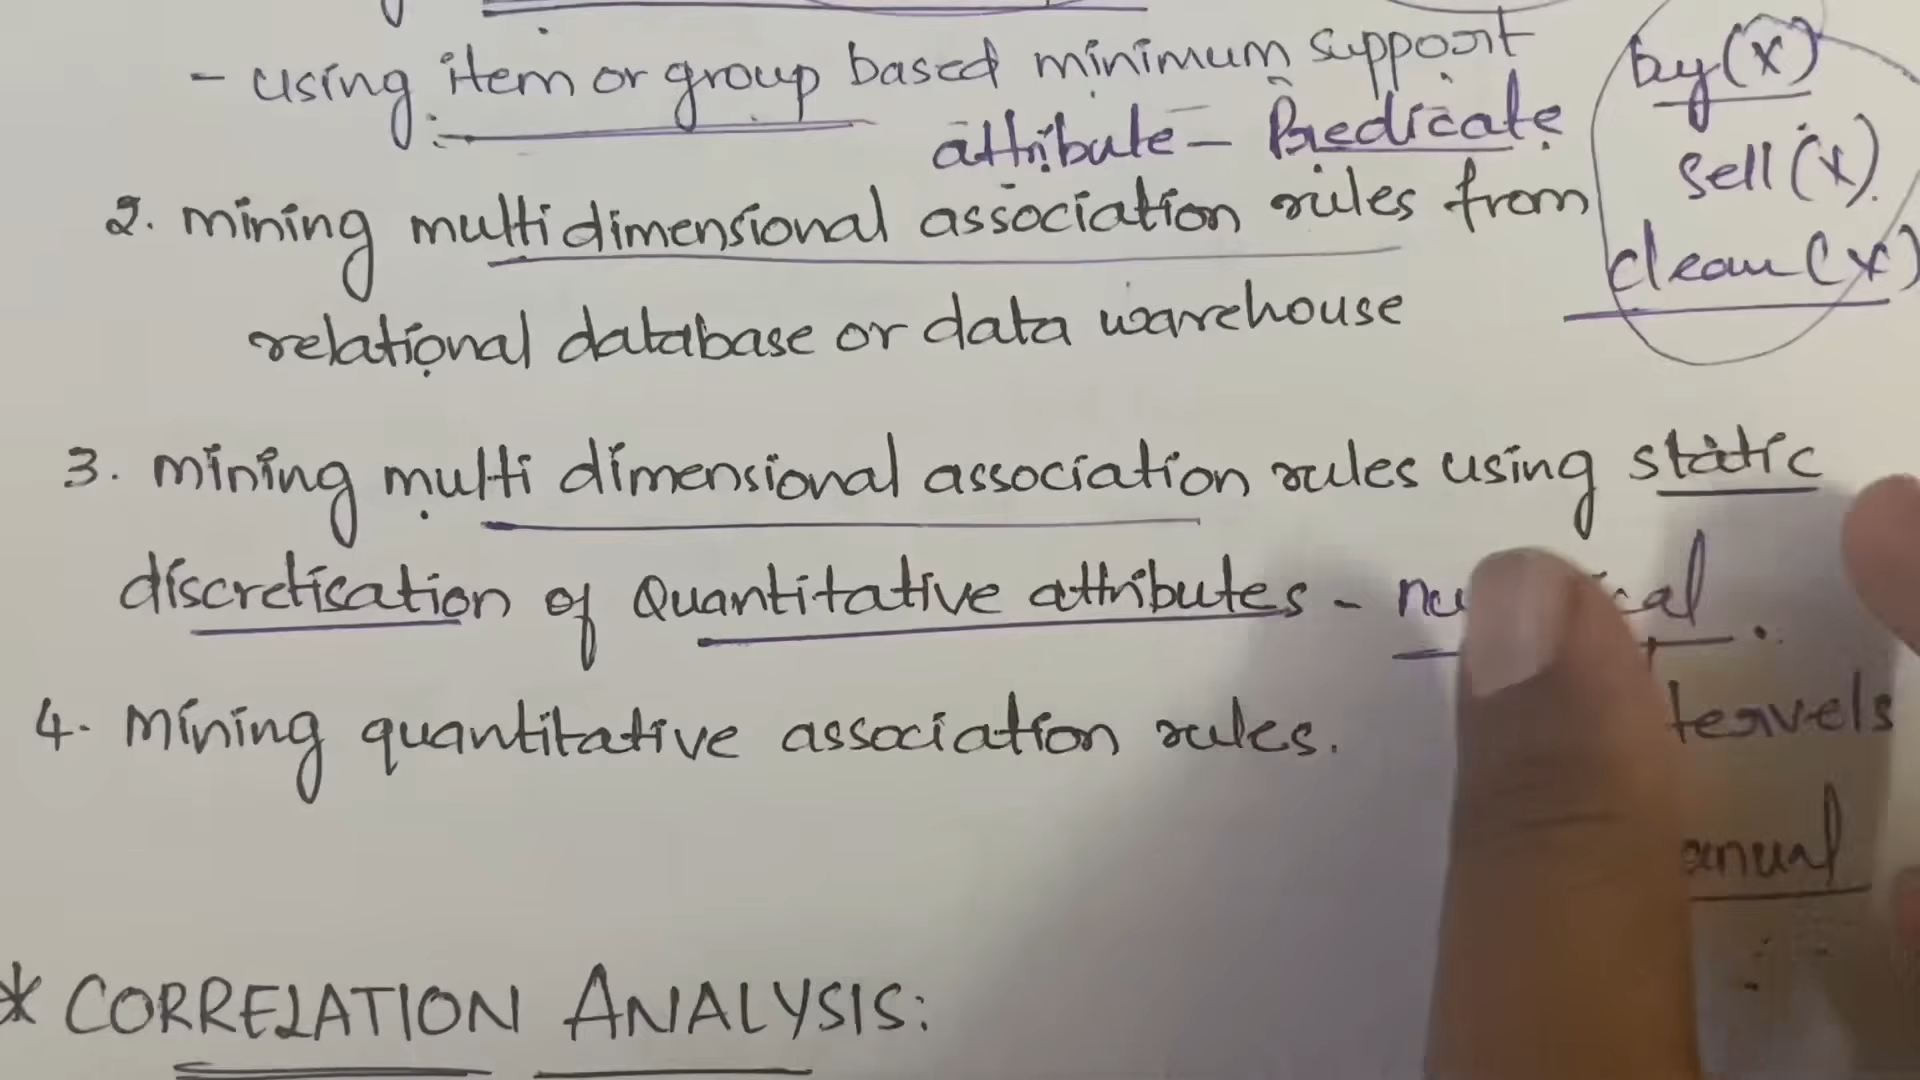 - using item or group based minimum support
attribute - Predicate
by(x)
sell(x).
clean(x)
2. mining multidimensional association rules from
relational database or data warehouse
3. mining multi dimensional association rules using static
discretisation of Quantitative attributes -
4. Mining quantitative association rules.
* CORRELATION ANALYSIS: